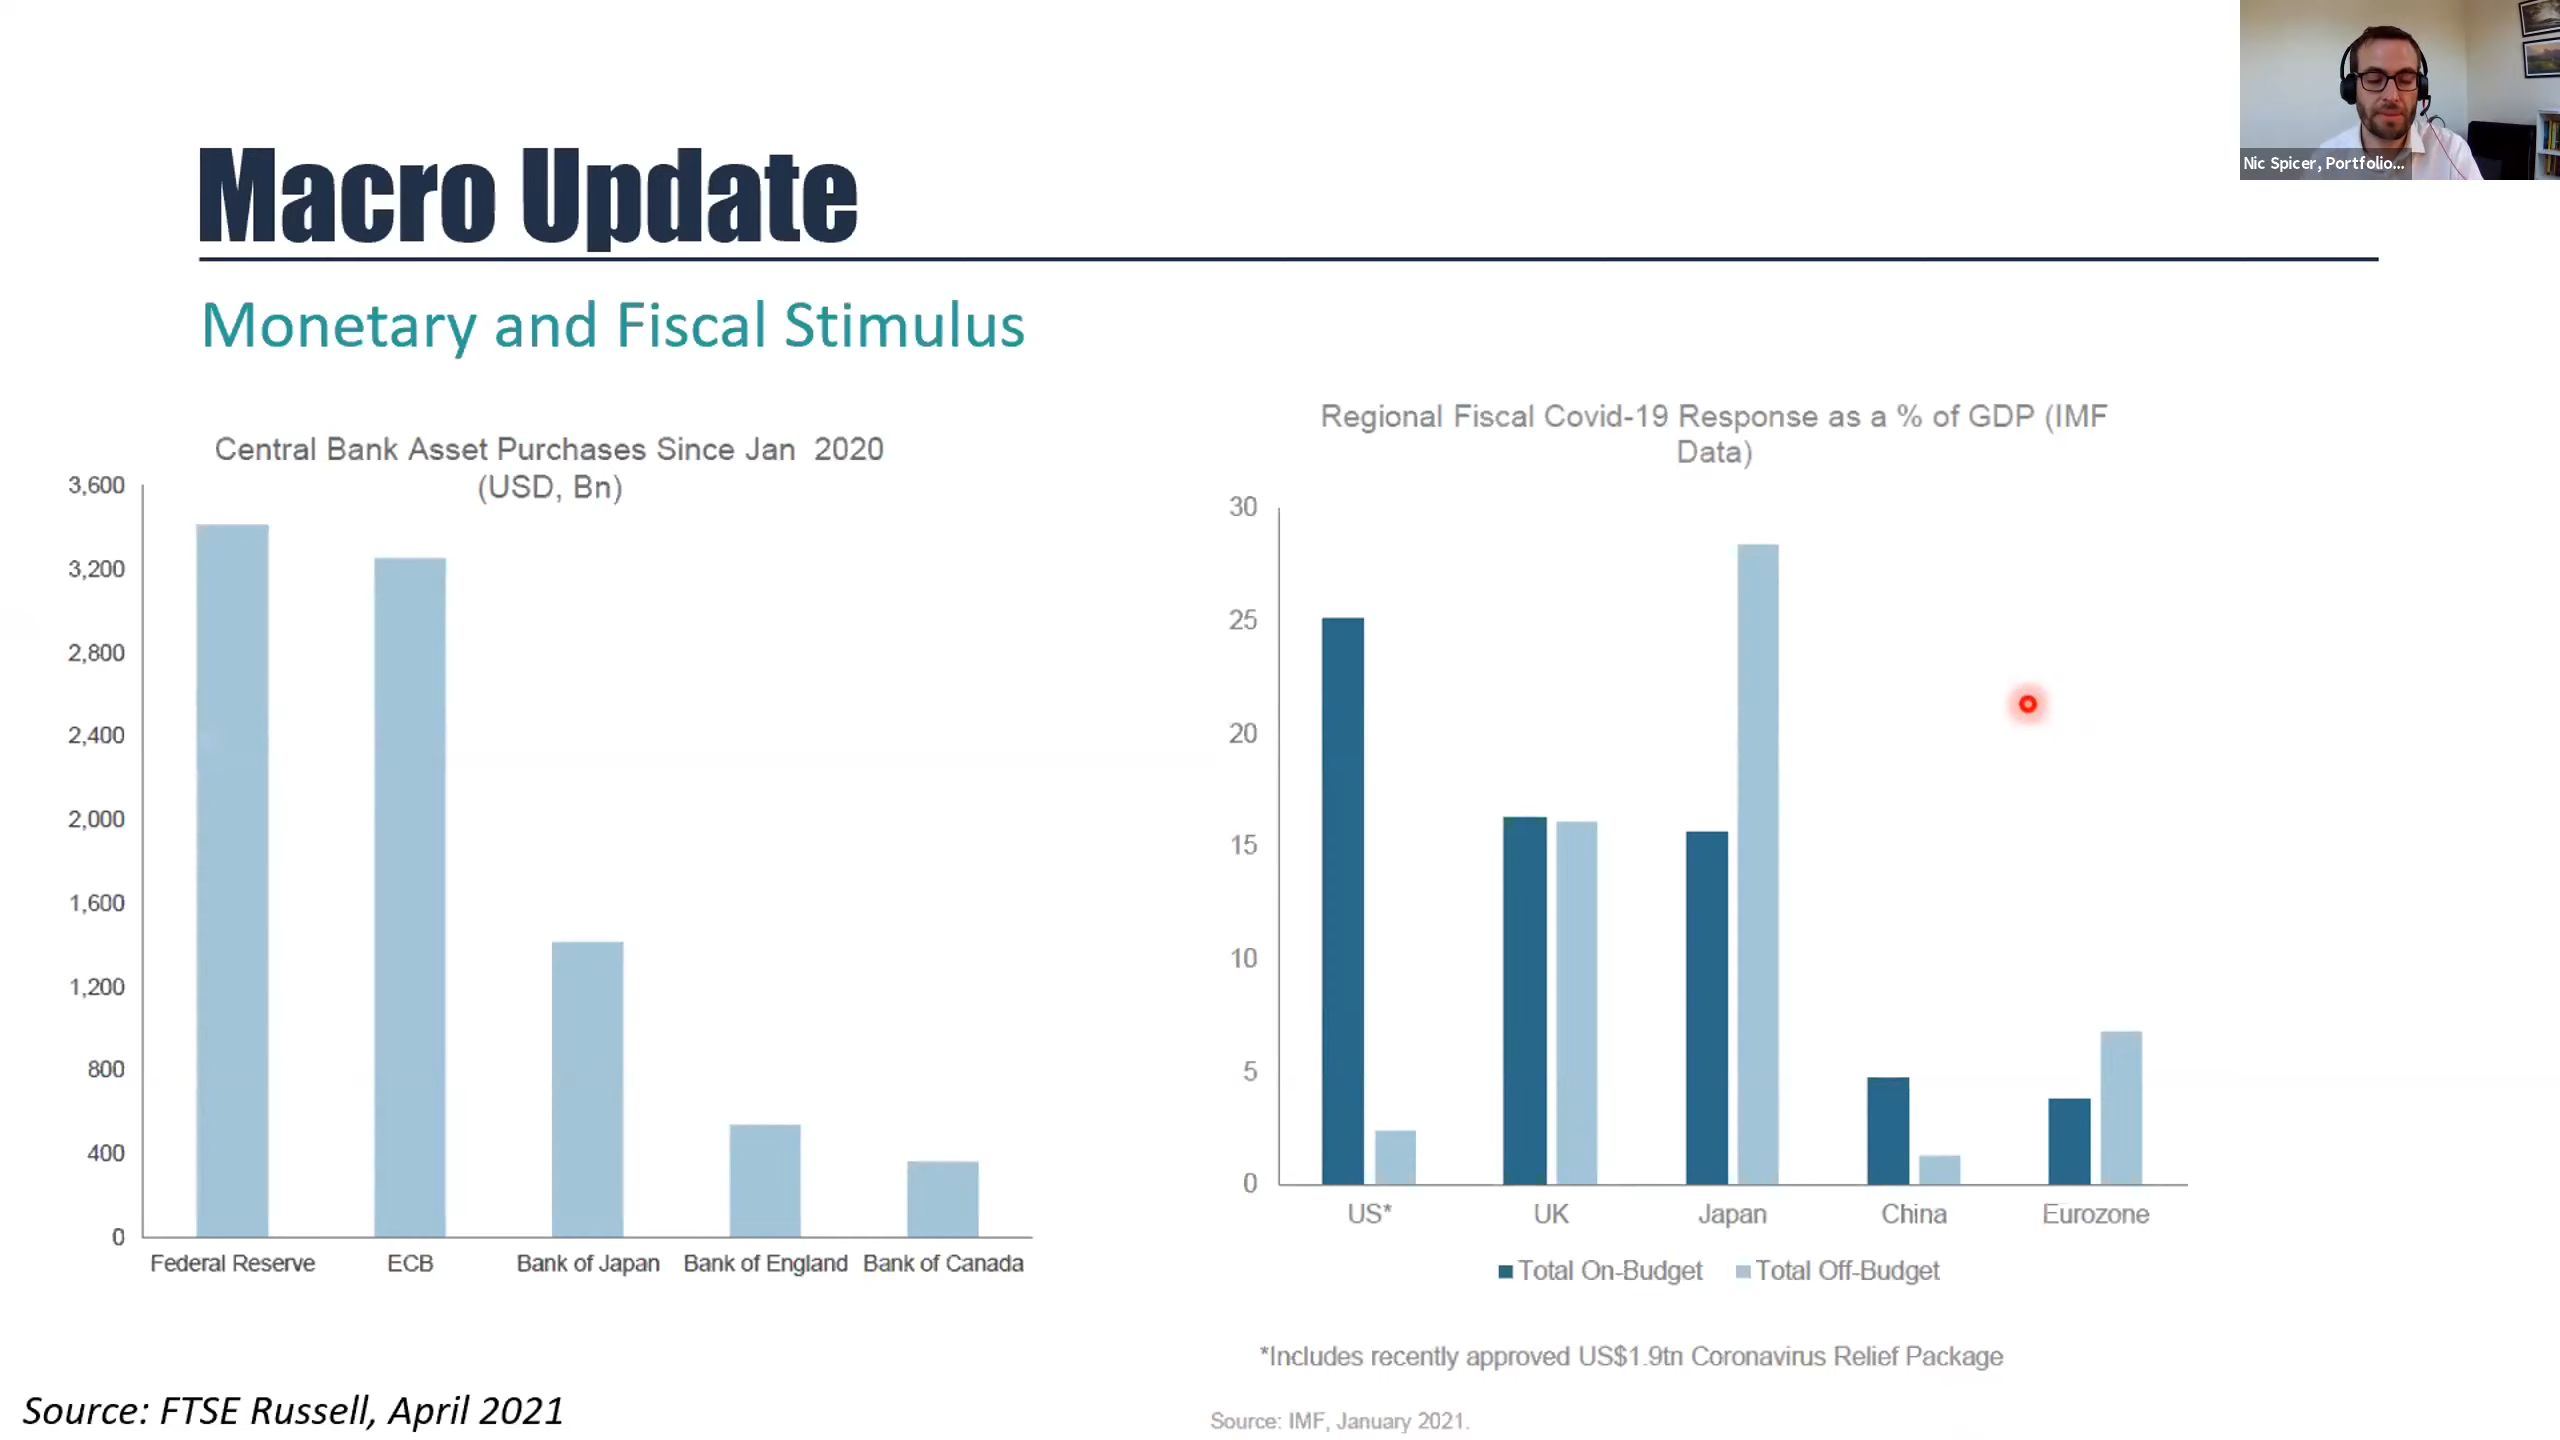 Nic Spicer, Portfolio...
Macro Update
Monetary and Fiscal Stimulus
Central Bank Asset Purchases Since Jan 2020
(USD, Bn)
3,600
3,200
2,800
2,400
2,000
1,600
1,200
800
400
0
Federal Reserve
ECB
Bank of Japan
Bank of England
Bank of Canada
Regional Fiscal Covid-19 Response as a % of GDP (IMF
Data)
30
25
20
15
10
5
0
US*
UK
Japan
China
Eurozone
Total On-Budget
Total Off-Budget
*Includes recently approved US$1.9tn Coronavirus Relief Package
Source: FTSE Russell, April 2021
Source: IMF, January 2021.